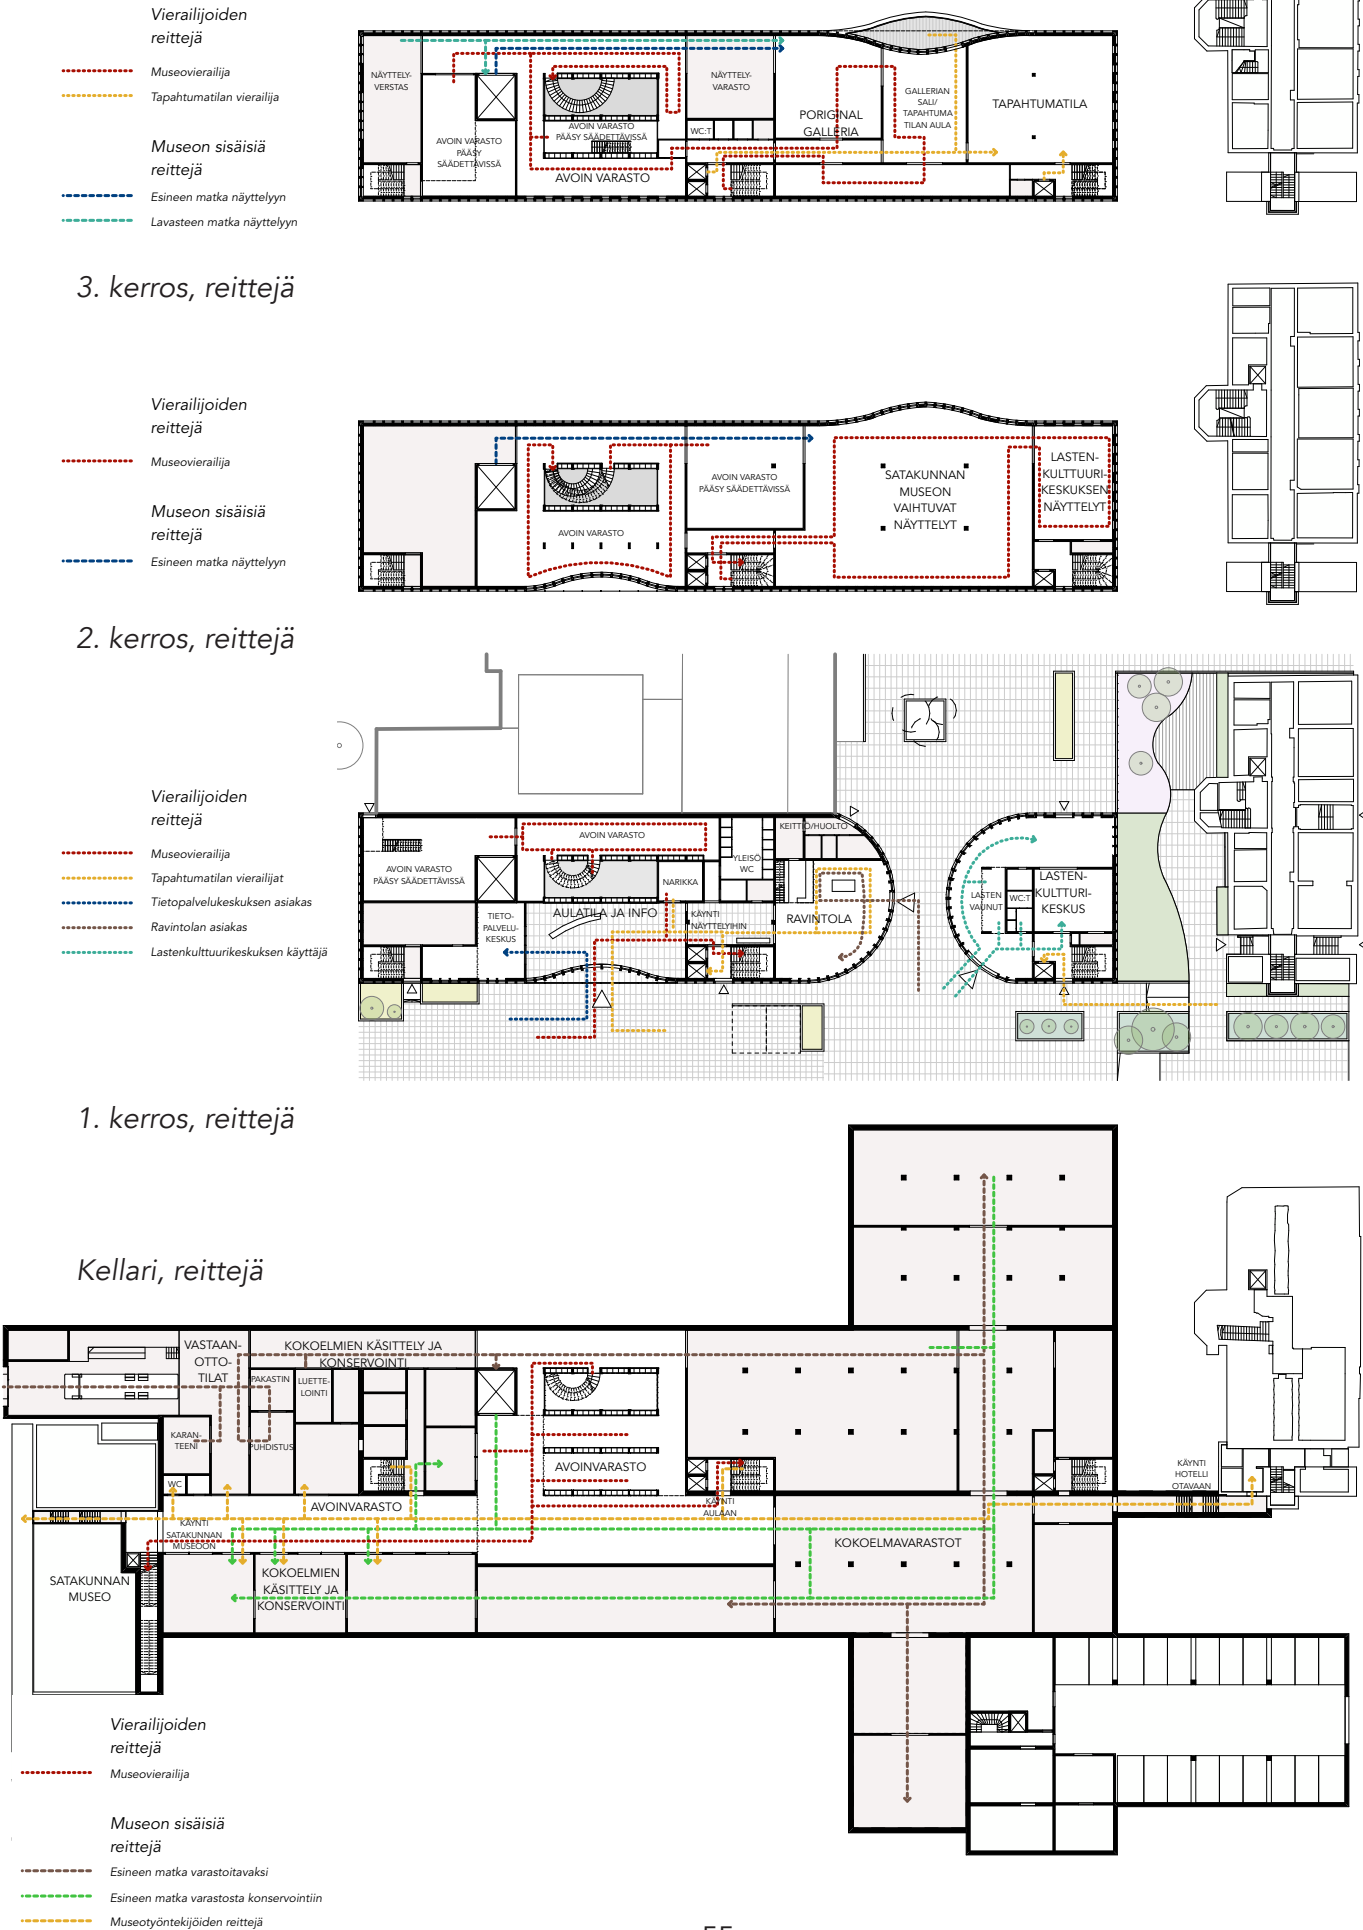 Vierailijoiden
reittejä
Museovierailija
Tapahtumatilan vierailija
Museon sisäisiä
reittejä
Esineen matka näyttelyyn
Lavasteen matka näyttelyyn
NÄYTTELY-
VERSTAS
AVOIN VARASTO
PÄÄSY
SÄÄDETTÄVISSÄ
AVOIN VARASTO
PÄÄSY SÄÄDETTÄVISSÄ
AVOIN VARASTO
NÄYTTELY-
VARASTO
WC:T
PORIGINAL
GALLERIA
GALLERIAN
SALI/
TAPAHTUMA
TILAN AULA
TAPAHTUMATILA
3. kerros, reittejä
Vierailijoiden
reittejä
Museovierailija
Museon sisäisiä
reittejä
Esineen matka näyttelyyn
AVOIN VARASTO
AVOIN VARASTO
PÄÄSY SÄÄDETTÄVISSÄ
SATAKUNNAN
MUSEON
VAIHTUVAT
NÄYTTELYT
LASTEN-
KULTTUURI-
KESKUKSEN
NÄYTTELYT
2. kerros, reittejä
Vierailijoiden
reittejä
Museovierailija
Tapahtumatilan vierailijat
Tietopalvelukeskuksen asiakas
Ravintolan asiakas
Lastenkulttuurikeskuksen käyttäjä
AVOIN VARASTO
PÄÄSY SÄÄDETTÄVISSÄ
AVOIN VARASTO
TIETO-
PALVELU-
KESKUS
AULATILA JA INFO
NARIKKA
YLEISÖ-
WC
KÄYNTI
NÄYTTELYIHIN
KEITTIÖ/HUOLTO
RAVINTOLA
LASTEN
VAUNUT
WC:T
LASTEN-
KULTTURI-
KESKUS
1. kerros, reittejä
Kellari, reittejä
VASTAAN-
OTTO-
TILAT
KOKOELMIEN KÄSITTELY JA
KONSERVOINTI
PAKASTIN
LUETTE-
LOINTI
KARAN-
TEENI
PUHDISTUS
WC
AVOINVARASTO
KÄYNTI
SATAKUNNAN
MUSEOON
AVOINVARASTO
KÄYNTI
AULAAN
KOKOELMAVARASTOT
KÄYNTI
HOTELLI
OTAVAAN
SATAKUNNAN
MUSEO
KOKOELMIEN
KÄSITTELY JA
KONSERVOINTI
Vierailijoiden
reittejä
Museovierailija
Museon sisäisiä
reittejä
Esineen matka varastoitavaksi
Esineen matka varastosta konservointiin
Museotyöntekijöiden reittejä
55